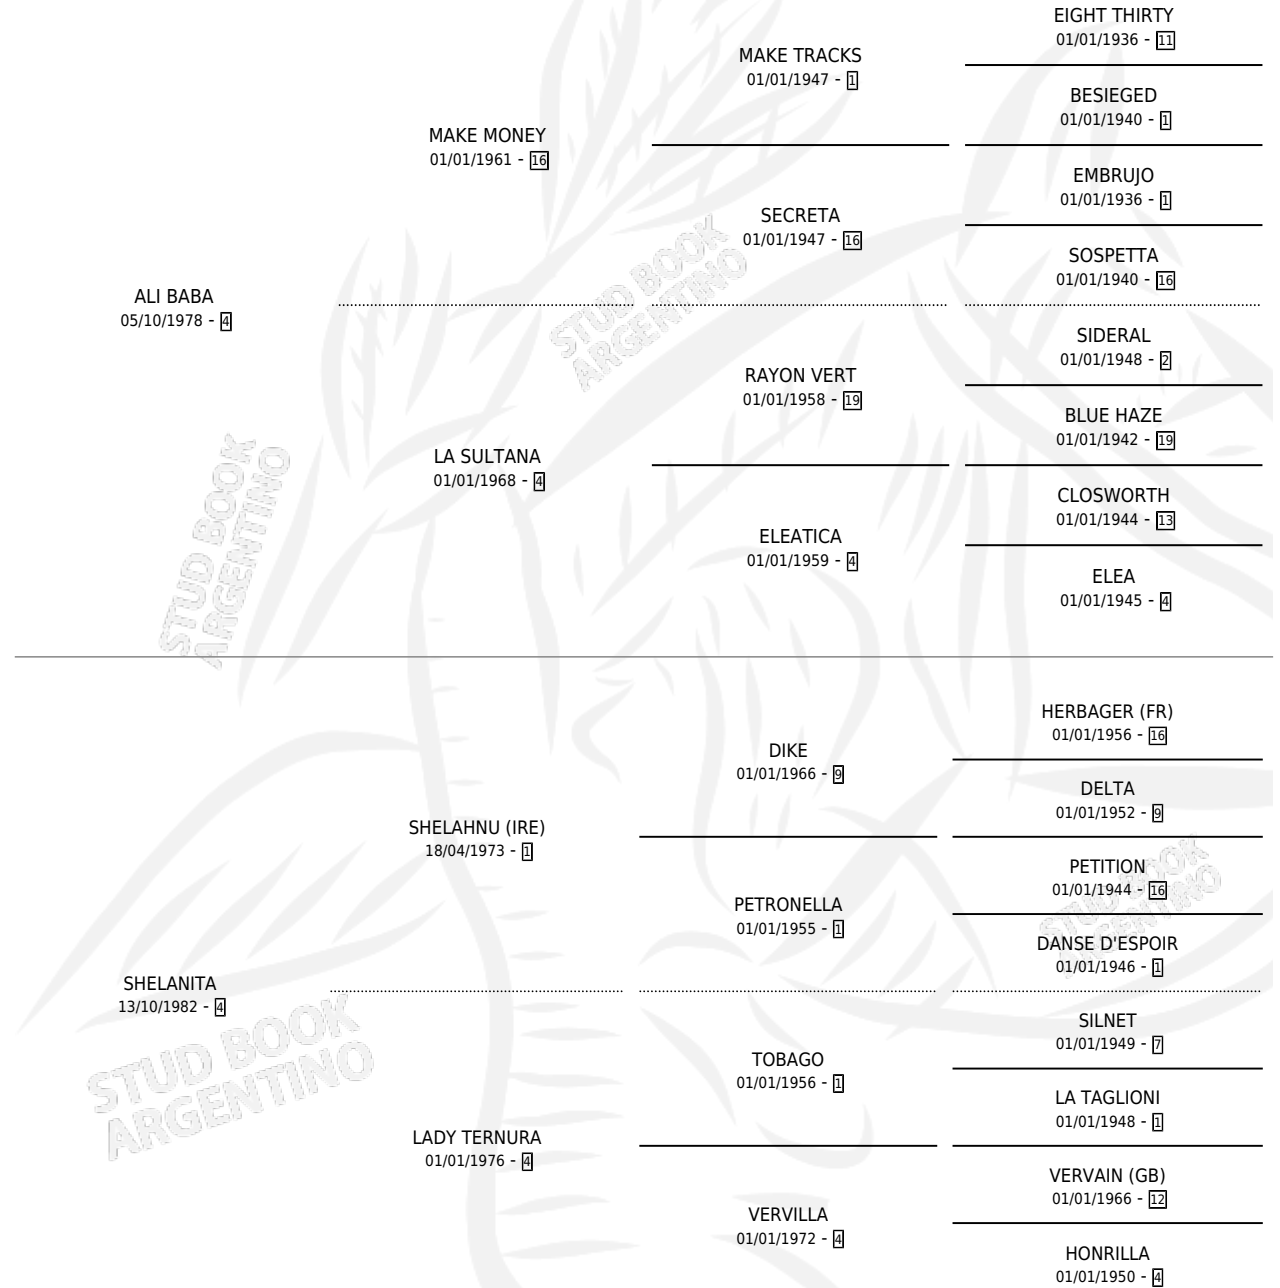 EIGHT THIRTY
01/01/1936 - 11
MAKE TRACKS
01/01/1947 - 1
BESIEGED
01/01/1940 - 1
MAKE MONEY
01/01/1961 - 16
EMBRUJO
01/01/1936 - 1
SECRETA
01/01/1947 - 16
SOSPETTA
01/01/1940 - 16
ALI BABA
05/10/1978 - 4
STUD BOOK
ARGENTINO
SIDERAL
01/01/1948 - 2
RAYON VERT
01/01/1958 - 19
BLUE HAZE
01/01/1942 - 19
LA SULTANA
01/01/1968 - 4
CLOSWORTH
01/01/1944 - 13
ELEATICA
01/01/1959 - 4
ELEA
01/01/1945 - 4
STUD BOOK
ARGENTINO
HERBAGER (FR)
01/01/1956 - 16
DIKE
01/01/1966 - 9
DELTA
01/01/1952 - 9
SHELAHNU (IRE)
18/04/1973 - 1
PETITION
01/01/1944 - 16
PETRONELLA
01/01/1955 - 1
STUD BOOK
ARGENTINO
DANSE D'ESPOIR
01/01/1946 - 1
SHELANITA
13/10/1982 - 4
SILNET
01/01/1949 - 7
TOBAGO
01/01/1956 - 1
STUD BOOK
ARGENTINO
LA TAGLIONI
01/01/1948 - 1
LADY TERNURA
01/01/1976 - 4
VERVAIN (GB)
01/01/1966 - 12
VERVILLA
01/01/1972 - 4
HONRILLA
01/01/1950 - 4